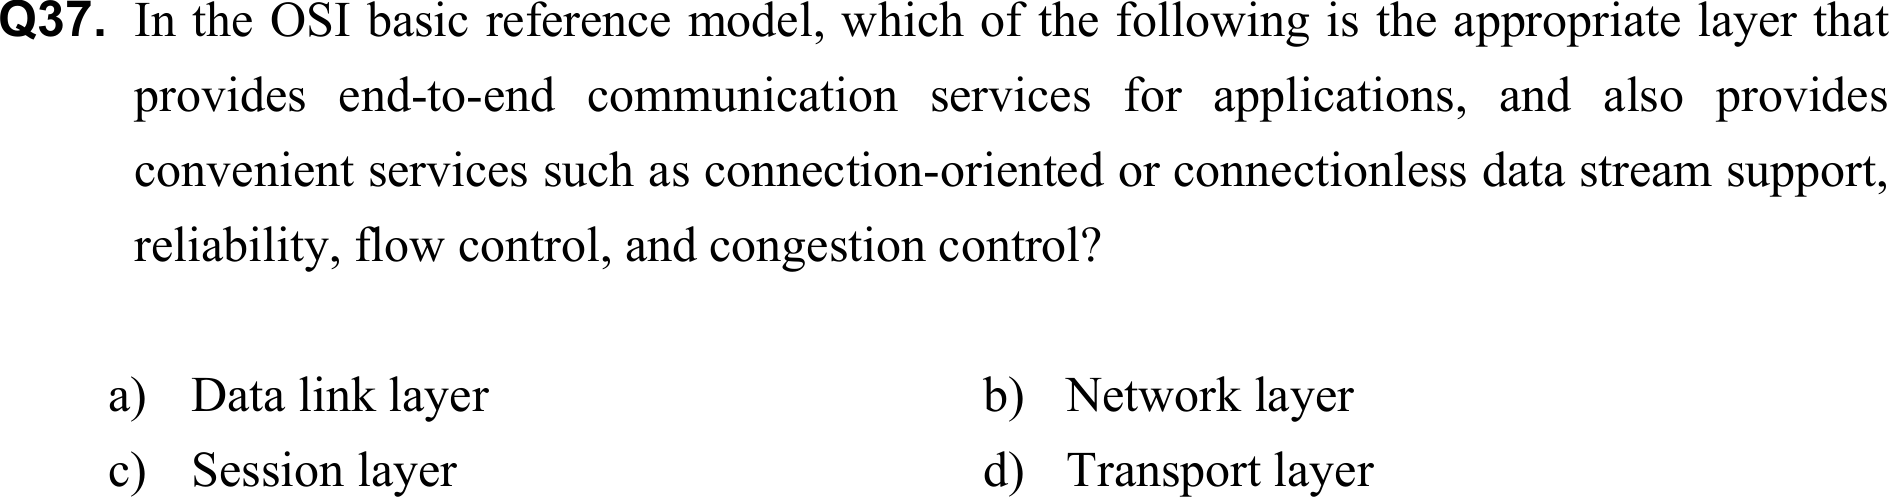 Q37. In the OSI basic reference model, which of the following is the appropriate layer that
provides end-to-end communication services for applications, and also provides
convenient services such as connection-oriented or connectionless data stream support,
reliability, flow control, and congestion control?
a) Data link layer b) Network layer
c) Session layer d) Transport layer